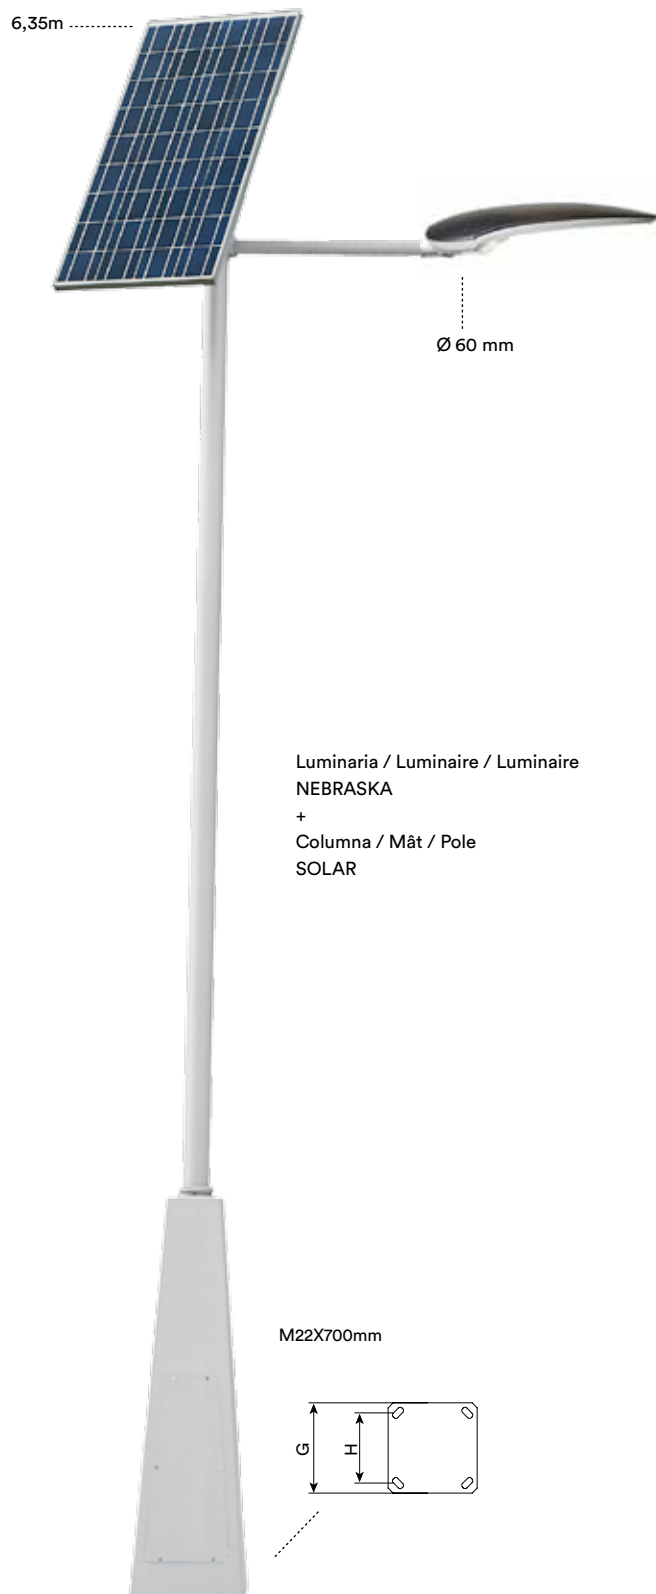 6,35m
Ø 60 mm
Luminaria / Luminaire / Luminaire
NEBRASKA
+
Columna / Mât / Pole
SOLAR
M22X700mm
G
H